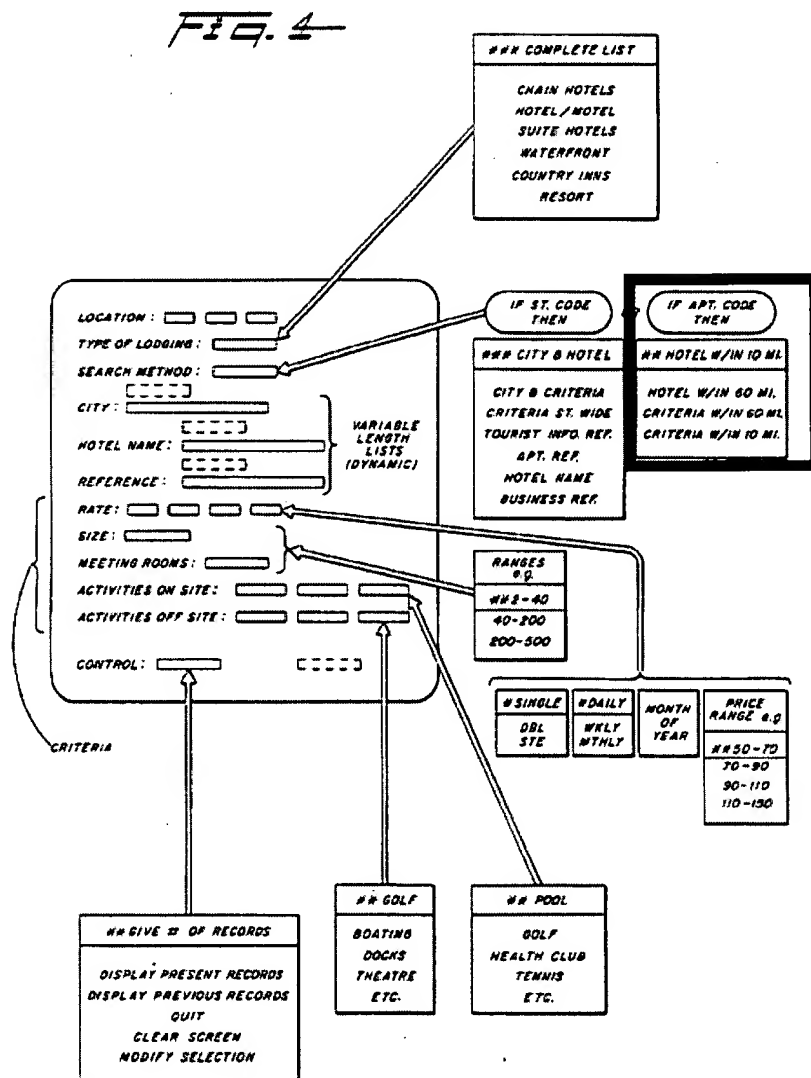 FIG. 4
### COMPLETE LIST
CHAIN HOTELS
HOTEL/MOTEL
SUITE HOTELS
WATERFRONT
COUNTRY INNS
RESORT
LOCATION:
TYPE OF LODGING:
SEARCH METHOD:
CITY:
HOTEL NAME:
REFERENCE:
VARIABLE
LENGTH
LISTS
(DYNAMIC)
RATE:
SIZE:
MEETING ROOMS:
ACTIVITIES ON SITE:
ACTIVITIES OFF SITE:
CONTROL:
CRITERIA
IF ST. CODE
THEN
### CITY & HOTEL
CITY & CRITERIA
CRITERIA ST. WIDE
TOURIST INFO. REF.
APT. REF.
HOTEL NAME
BUSINESS REF.
IF APT. CODE
THEN
## HOTEL W/IN 10 MI.
HOTEL W/IN 60 MI.
CRITERIA W/IN 60 MI.
CRITERIA W/IN 10 MI.
RANGES
e.g.
##2-40
40-200
200-500
#SINGLE
DBL
STE
#DAILY
WKLY
MTHLY
MONTH
OF
YEAR
PRICE
RANGE e.g
##50-70
70-90
90-110
110-150
## GIVE # OF RECORDS
DISPLAY PRESENT RECORDS
DISPLAY PREVIOUS RECORDS
QUIT
CLEAR SCREEN
MODIFY SELECTION
## GOLF
BOATING
DOCKS
THEATRE
ETC.
## POOL
GOLF
HEALTH CLUB
TENNIS
ETC.